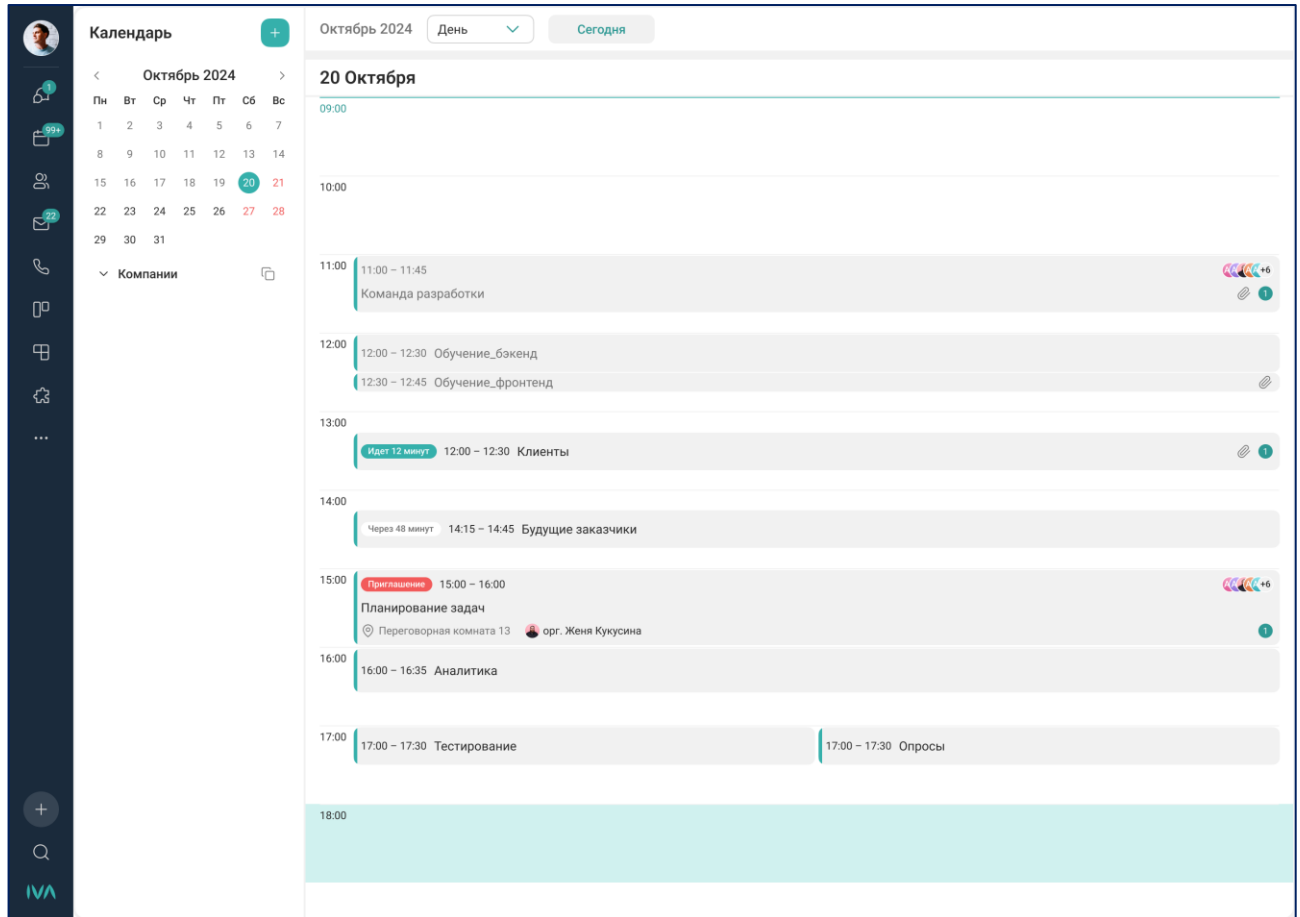 Календарь
+
Октябрь 2024
День
Сегодня
1
99+
22
IVA
Октябрь 2024
Пн Вт Ср Чт Пт Сб Вс
1 2 3 4 5 6 7
8 9 10 11 12 13 14
15 16 17 18 19 20 21
22 23 24 25 26 27 28
29 30 31
Компании
20 Октября
09:00
10:00
11:00
11:00 – 11:45
+6
Команда разработки
1
12:00
12:00 – 12:30 Обучение_бэкенд
12:30 – 12:45 Обучение_фронтенд
13:00
Идет 12 минут 12:00 – 12:30 Клиенты
1
14:00
Через 48 минут 14:15 – 14:45 Будущие заказчики
15:00
Приглашение 15:00 – 16:00
+6
Планирование задач
Переговорная комната 13 орг. Женя Кукусина
1
16:00
16:00 – 16:35 Аналитика
17:00
17:00 – 17:30 Тестирование
17:00 – 17:30 Опросы
18:00